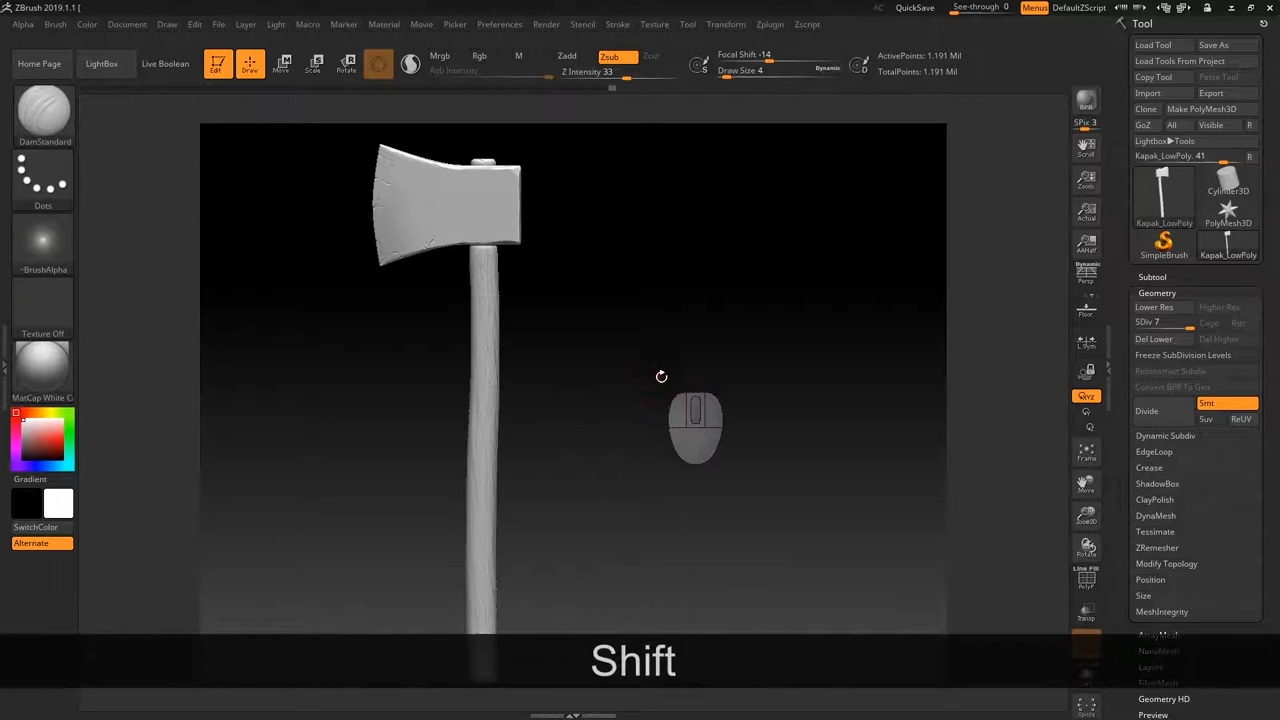 ZBrush 2019.1.1 [
AC QuickSave See-through 0 Menus DefaultZScript
Alpha Brush Color Document Draw Edit File Layer Light Macro Marker Material Movie Picker Preferences Render Stencil Stroke Texture Tool Transform Zplugin Zscript
Home Page LightBox Live Boolean
Edit Draw Move Scale Rotate
Mrgb Rgb M
Rgb Intensity
Zadd Zsub Zcut
Z Intensity 33
Focal Shift -14
Draw Size 4 Dynamic
S
D
ActivePoints: 1.191 Mil
TotalPoints: 1.191 Mil
DamStandard
Dots
~BrushAlpha
Texture Off
MatCap White C
Gradient
SwitchColor
Alternate
Shift
BPR
SPix 3
Scroll
Zoom
Actual
AAHalf
Dynamic
Persp
Floor
L.Sym
XYZ
Frame
Move
Zoom3D
Rotate
Line Fill
PolyF
Transp
Xpose
Tool
Load Tool Save As
Load Tools From Project
Copy Tool Paste Tool
Import Export
Clone Make PolyMesh3D
GoZ All Visible R
Lightbox▶Tools
Kapak_LowPoly. 41 R
Cylinder3D
Kapak_LowPoly PolyMesh3D
SimpleBrush Kapak_LowPoly
Subtool
Geometry
Lower Res Higher Res
SDiv 7 Cage Rstr
Del Lower Del Higher
Freeze SubDivision Levels
Reconstruct Subdiv
Convert BPR To Geo
Divide Smt
Suv ReUV
Dynamic Subdiv
EdgeLoop
Crease
ShadowBox
ClayPolish
DynaMesh
Tessimate
ZRemesher
Modify Topology
Position
Size
MeshIntegrity
ArrayMesh
NanoMesh
Layers
FiberMesh
Geometry HD
Preview